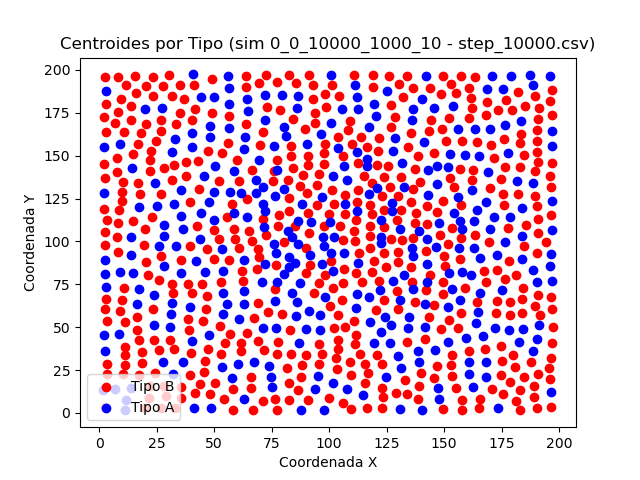 Centroides por Tipo (sim 0_0_10000_1000_10 - step_10000.csv)
Coordenada Y
200
175
150
125
100
75
50
25
0
Tipo B
Tipo A
0 25 50 75 100 125 150 175 200
Coordenada X